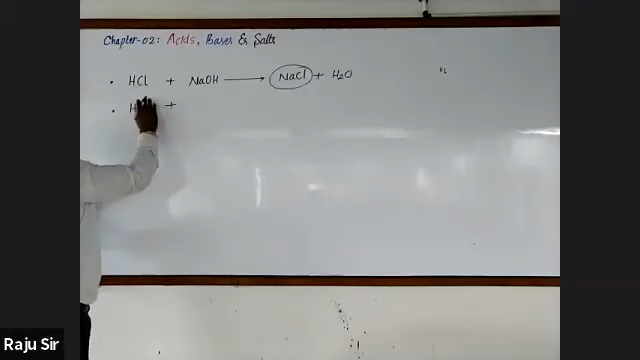 Chapter-02: Acids, Bases & Salts
• HCl + NaOH ⟶ NaCl + H₂O
• H +
Raju Sir